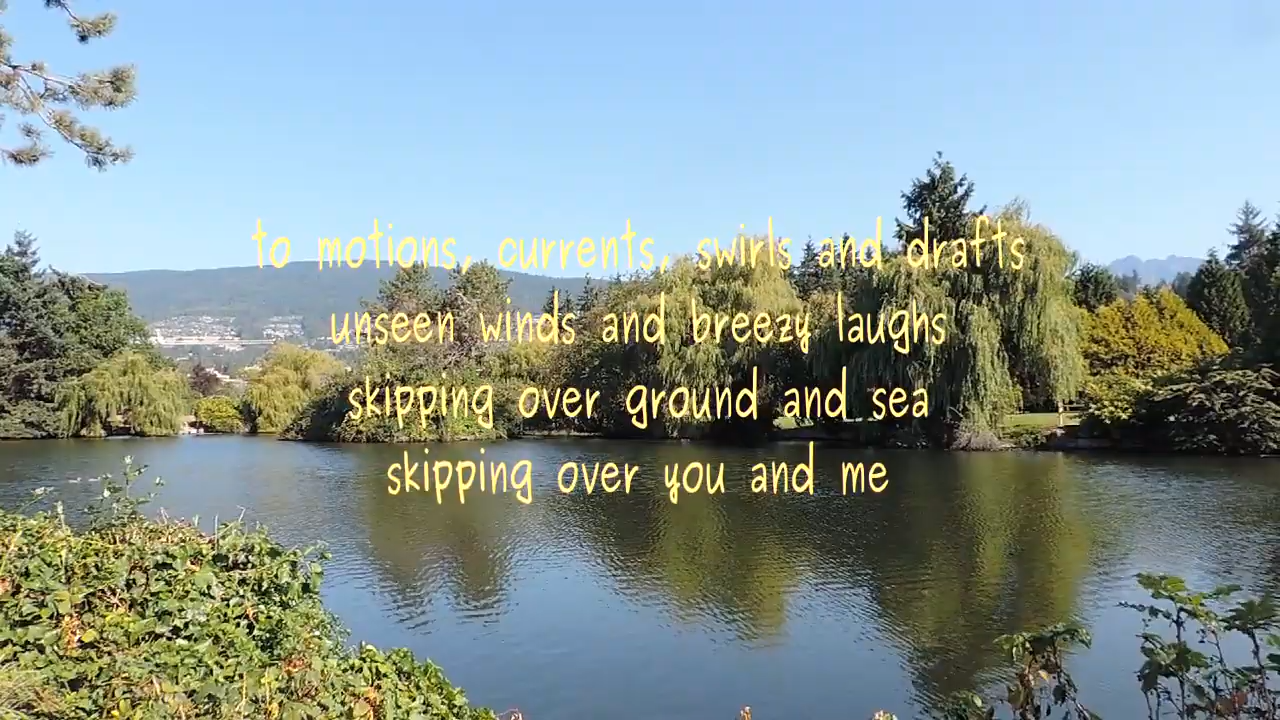 to motions, currents, swirls and drafts
unseen winds and breezy laughs
skipping over ground and sea
skipping over you and me